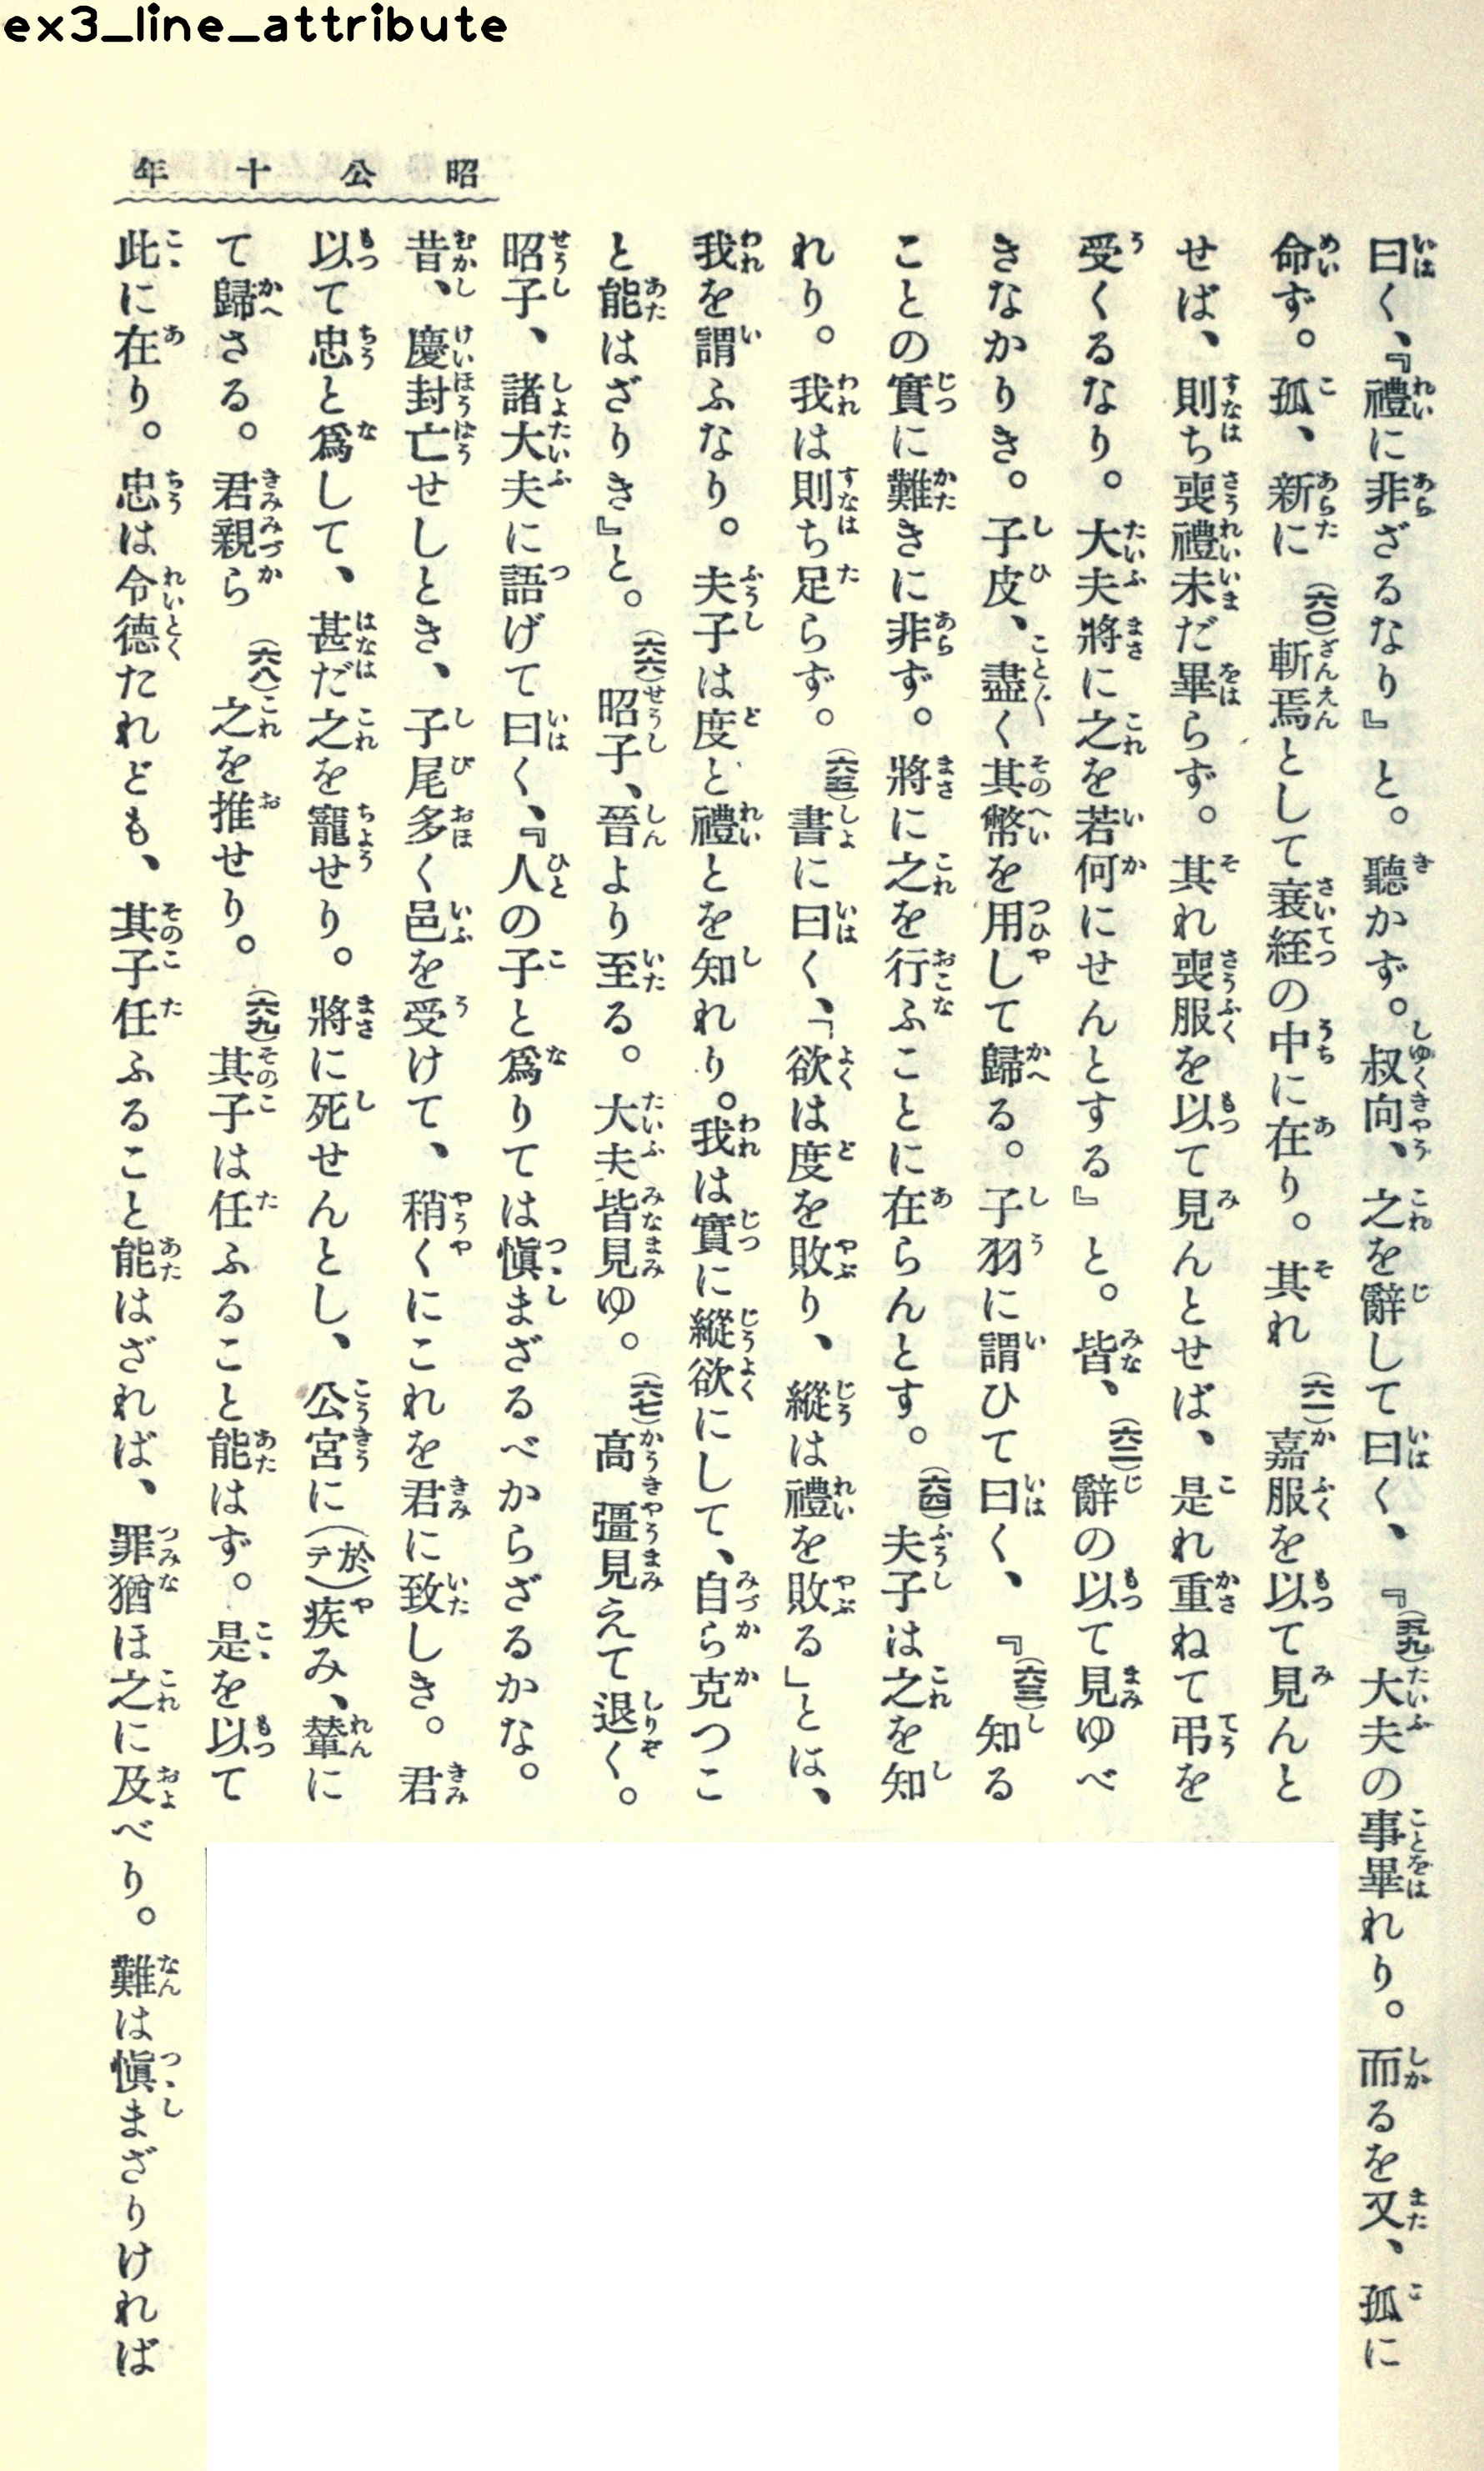 ex3_line_attribute
昭公十年
曰く、『禮に非ざるなり』と。聽かず。叔向、之を辭して曰く、『(五九)大夫の事畢れり。而るを又、孤に
命ず。孤、新に(六〇)斬焉として衰絰の中に在り。其れ(六一)嘉服を以て見んと
せば、則ち喪禮未だ畢らず。其れ喪服を以て見んとせば、是れ重ねて弔を
受くるなり。大夫將に之を若何にせんとする』と。皆、(六二)辭の以て見ゆべ
きなかりき。子皮、盡く其幣を用して歸る。子羽に謂ひて曰く、『(六三)知る
ことの實に難きに非ず。將に之を行ふことに在らんとす。(六四)夫子は之を知
れり。我は則ち足らず。(六五)書に曰く、「欲は度を敗り、縱は禮を敗る」とは、
我を謂ふなり。夫子は度と禮とを知れり。我は實に縱欲にして、自ら克つこ
と能はざりき』と。(六六)昭子、晉より至る。大夫皆見ゆ。(六七)高彊見えて退く。
昭子、諸大夫に語げて曰く、『人の子と爲りては愼まざるべからざるかな。
昔、慶封亡せしとき、子尾多く邑を受けて、稍くにこれを君に致しき。君
以て忠と爲して、甚だ之を寵せり。將に死せんとし、公宮に(於テ)疾み、輦に
て歸さる。君親ら(六八)之を推せり。(六九)其子は任ふること能はず。是を以て
此に在り。忠は令德たれども、其子任ふること能はざれば、罪猶ほ之に及べり。難は愼まざりければ